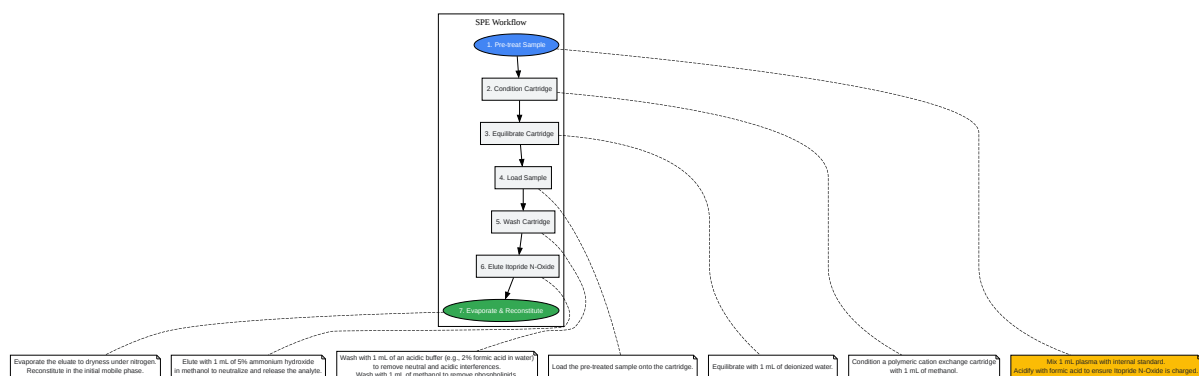 SPE Workflow
1. Pre-treat Sample
2. Condition Cartridge
3. Equilibrate Cartridge
4. Load Sample
5. Wash Cartridge
6. Elute Itopride N-Oxide
7. Evaporate & Reconstitute
Evaporate the eluate to dryness under nitrogen.
Reconstitute in the initial mobile phase.
Elute with 1 mL of 5% ammonium hydroxide
in methanol to neutralize and release the analyte.
Wash with 1 mL of an acidic buffer (e.g., 2% formic acid in water)
to remove neutral and acidic interferences.
Wash with 1 mL of methanol to remove phospholipids.
Load the pre-treated sample onto the cartridge.
Equilibrate with 1 mL of deionized water.
Condition a polymeric cation exchange cartridge
with 1 mL of methanol.
Mix 1 mL plasma with internal standard.
Acidify with formic acid to ensure Itopride N-Oxide is charged.